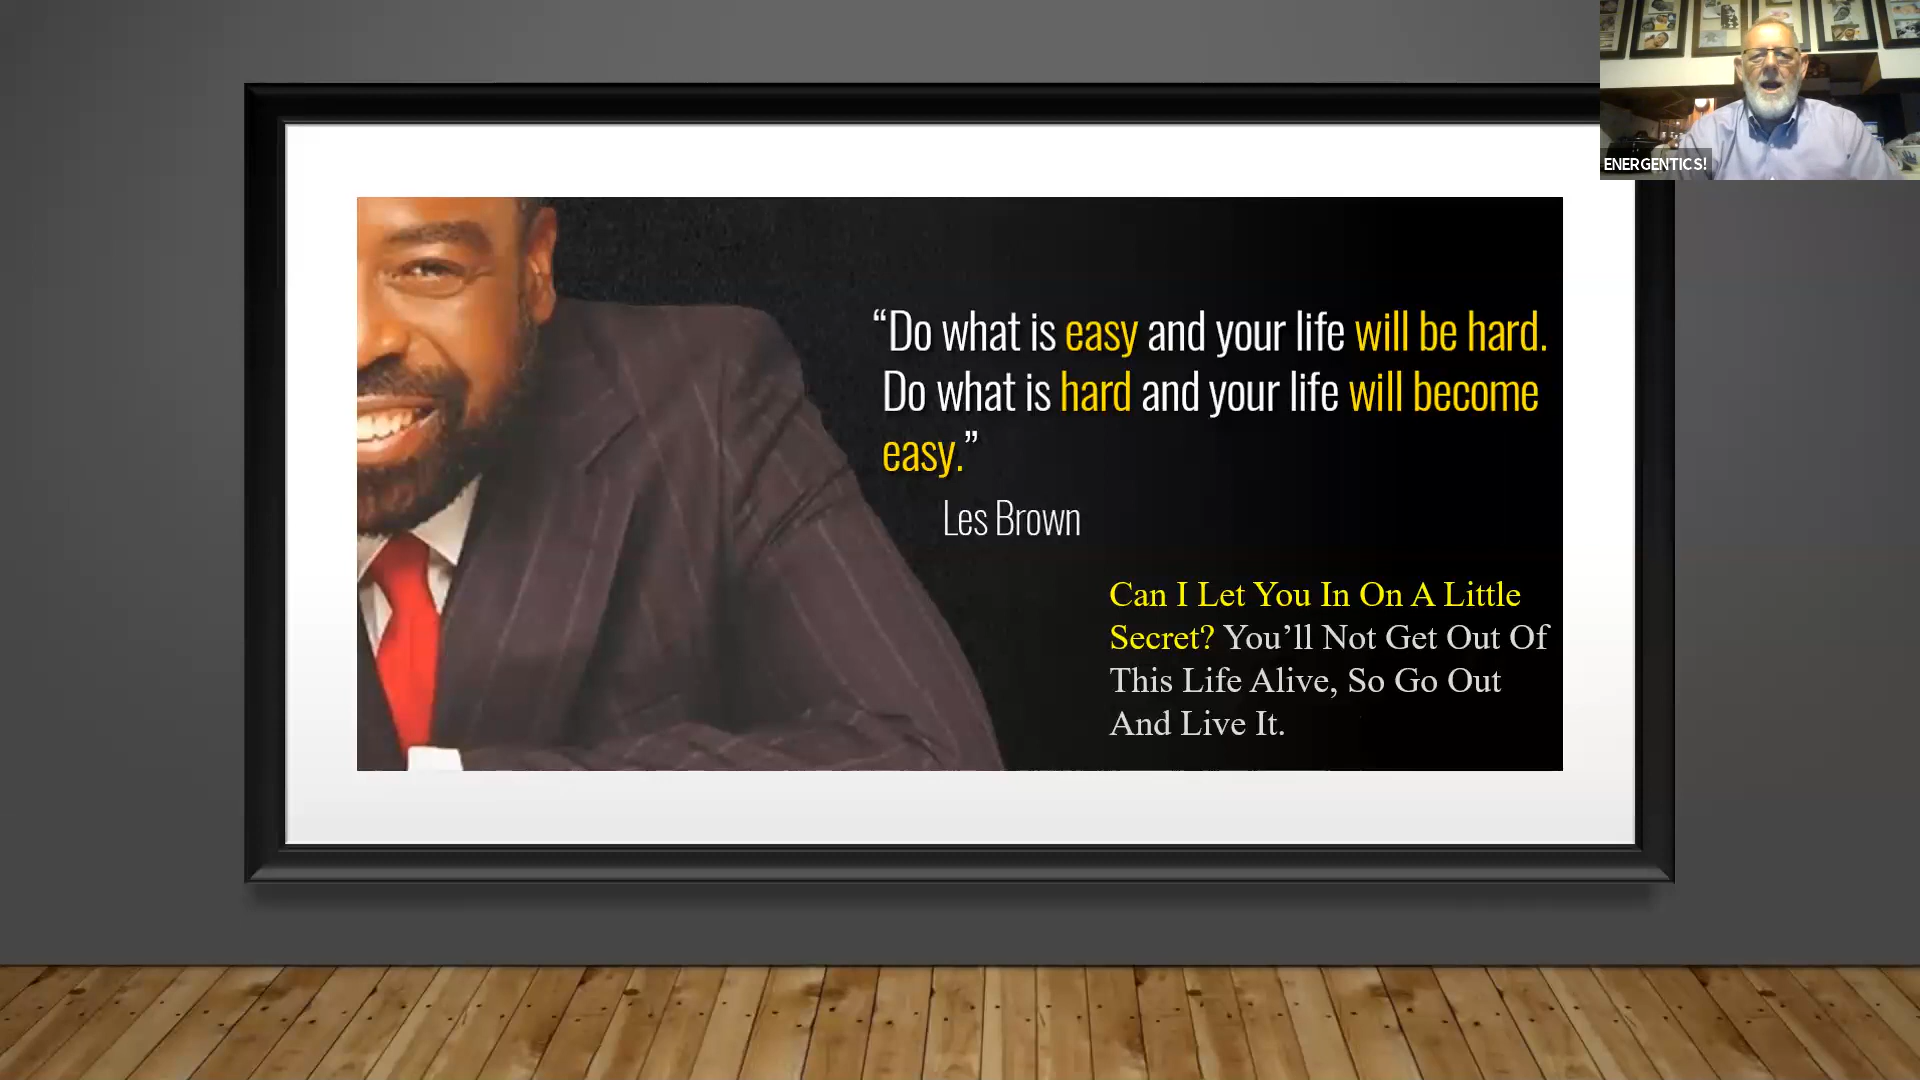 ENERGENTICS!
“Do what is easy and your life will be hard.
Do what is hard and your life will become
easy.”
Les Brown
Can I Let You In On A Little
Secret? You’ll Not Get Out Of
This Life Alive, So Go Out
And Live It.